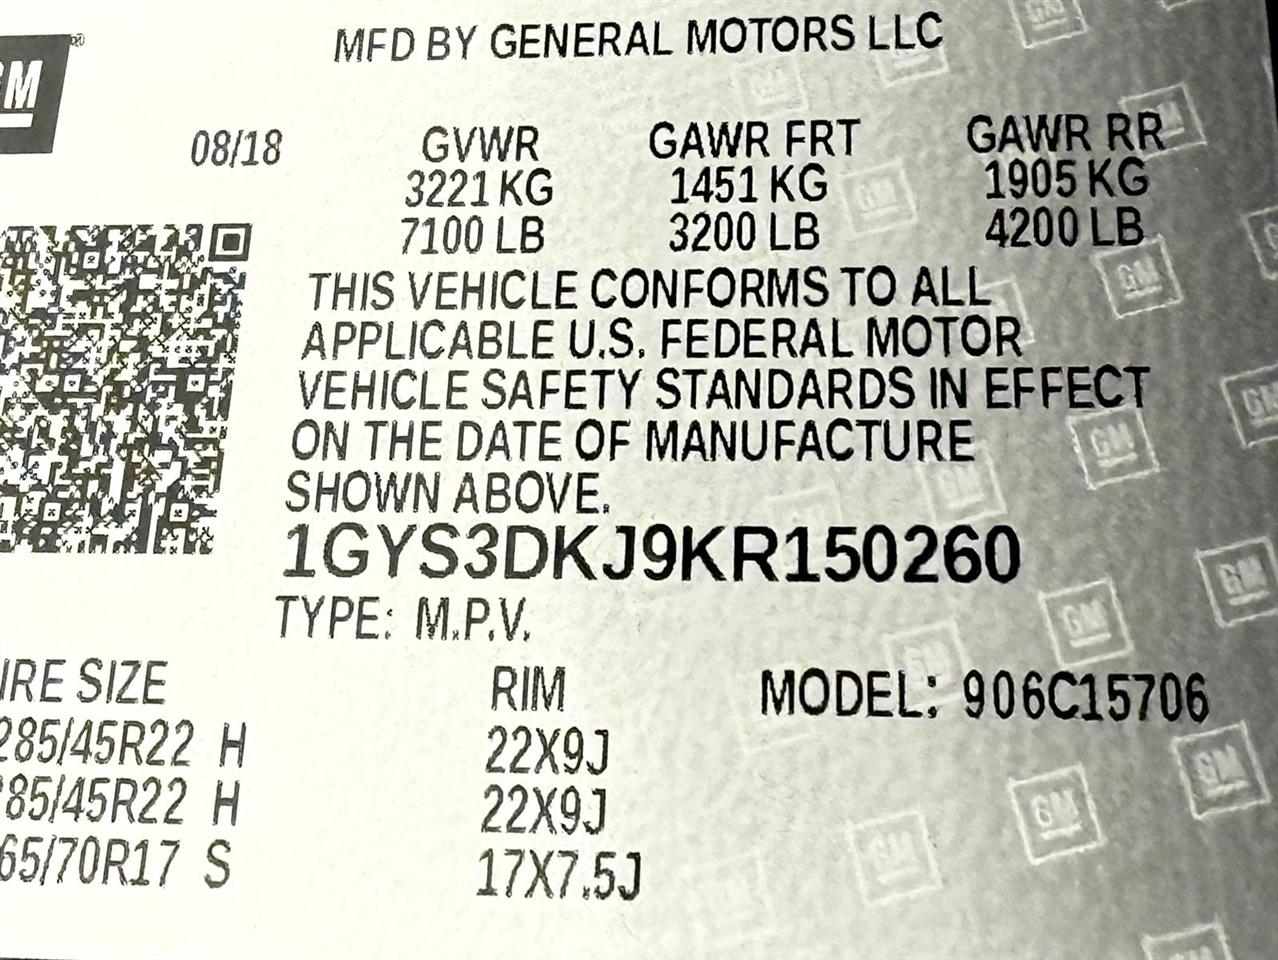 MFD BY GENERAL MOTORS LLC
GM
08/18 GVWR GAWR FRT GAWR RR
3221 KG 1451 KG 1905 KG
7100 LB 3200 LB 4200 LB
THIS VEHICLE CONFORMS TO ALL
APPLICABLE U.S. FEDERAL MOTOR
VEHICLE SAFETY STANDARDS IN EFFECT
ON THE DATE OF MANUFACTURE
SHOWN ABOVE.
1GYS3DKJ9KR150260
TYPE: M.P.V.
IRE SIZE RIM MODEL: 906C15706
285/45R22 H 22X9J
285/45R22 H 22X9J
65/70R17 S 17X7.5J